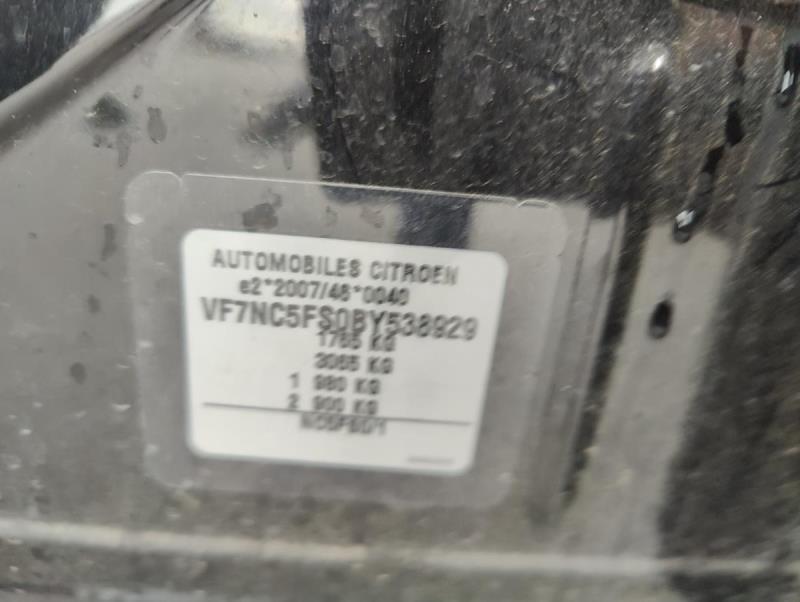 AUTOMOBILES CITROEN
e2*2007/46*0040
VF7NC5FS0BY538929
1765 KG
3065 KG
1 980 KG
2 900 KG